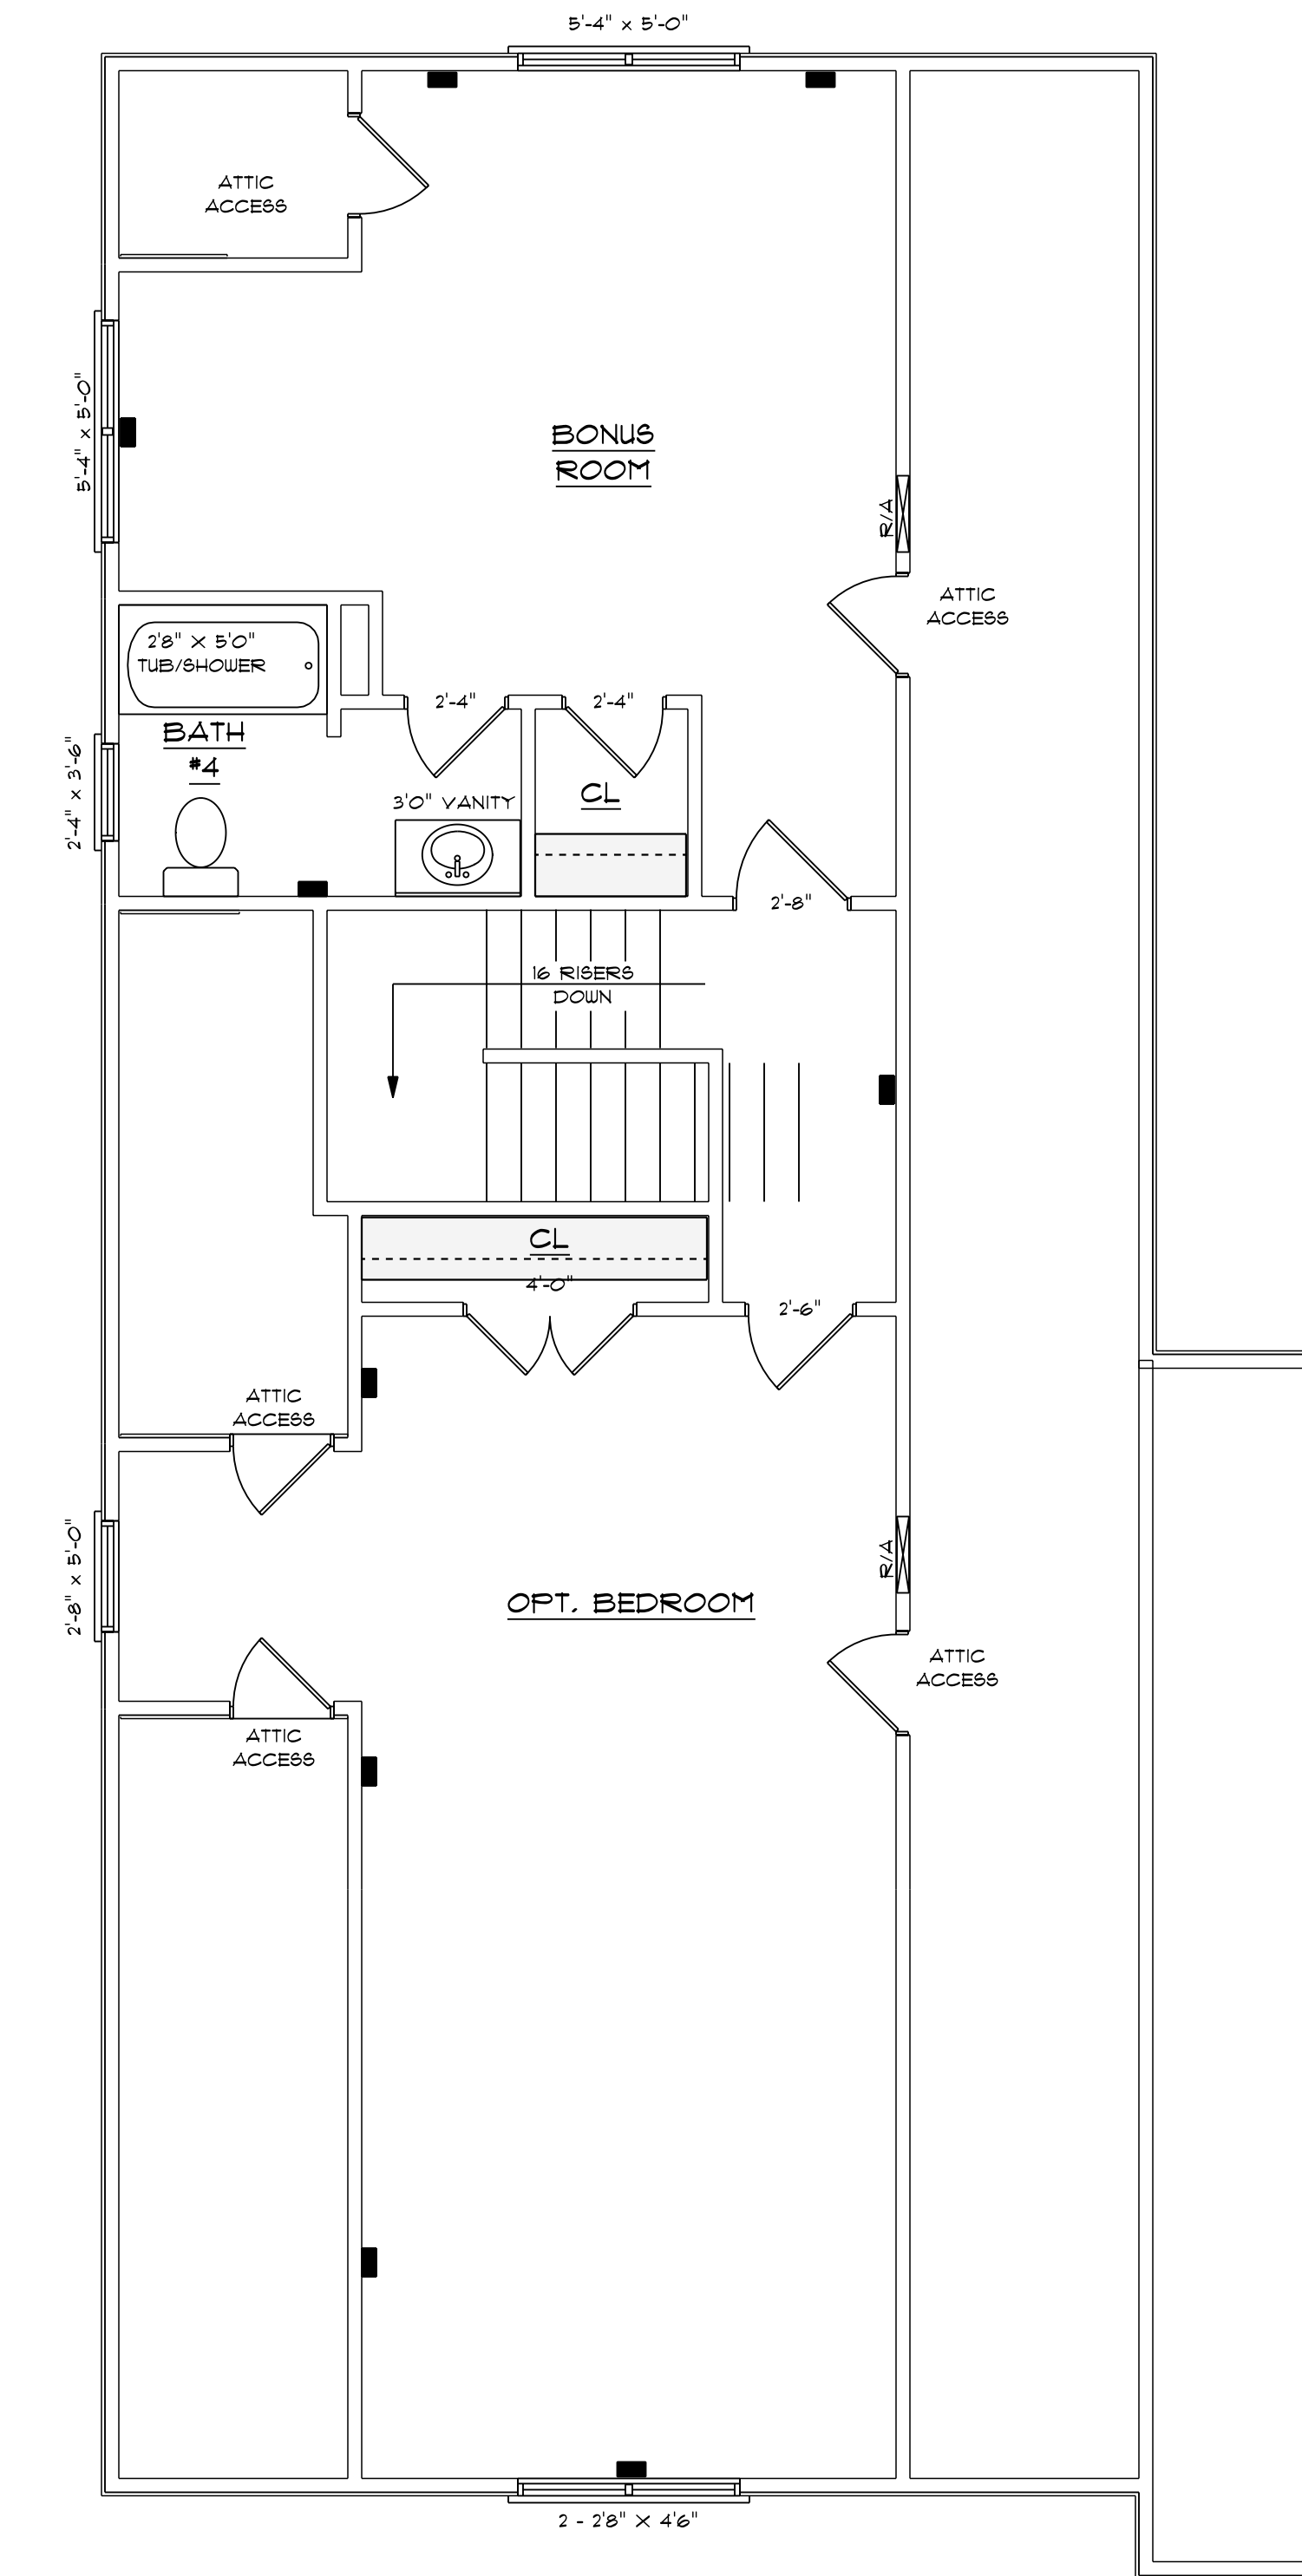 5'-4" x 5'-0"
ATTIC
ACCESS
5'-4" x 5'-0"
BONUS
ROOM
R/A
ATTIC
ACCESS
2'8" X 5'0"
TUB/SHOWER
2'-4"
2'-4"
BATH
#4
2'-4" x 3'-6"
CL
3'0" VANITY
2'-8"
16 RISERS
DOWN
CL
4'-0"
2'-6"
ATTIC
ACCESS
2'-8" x 5'-0"
R/A
OPT. BEDROOM
ATTIC
ACCESS
ATTIC
ACCESS
2 - 2'8" X 4'6"